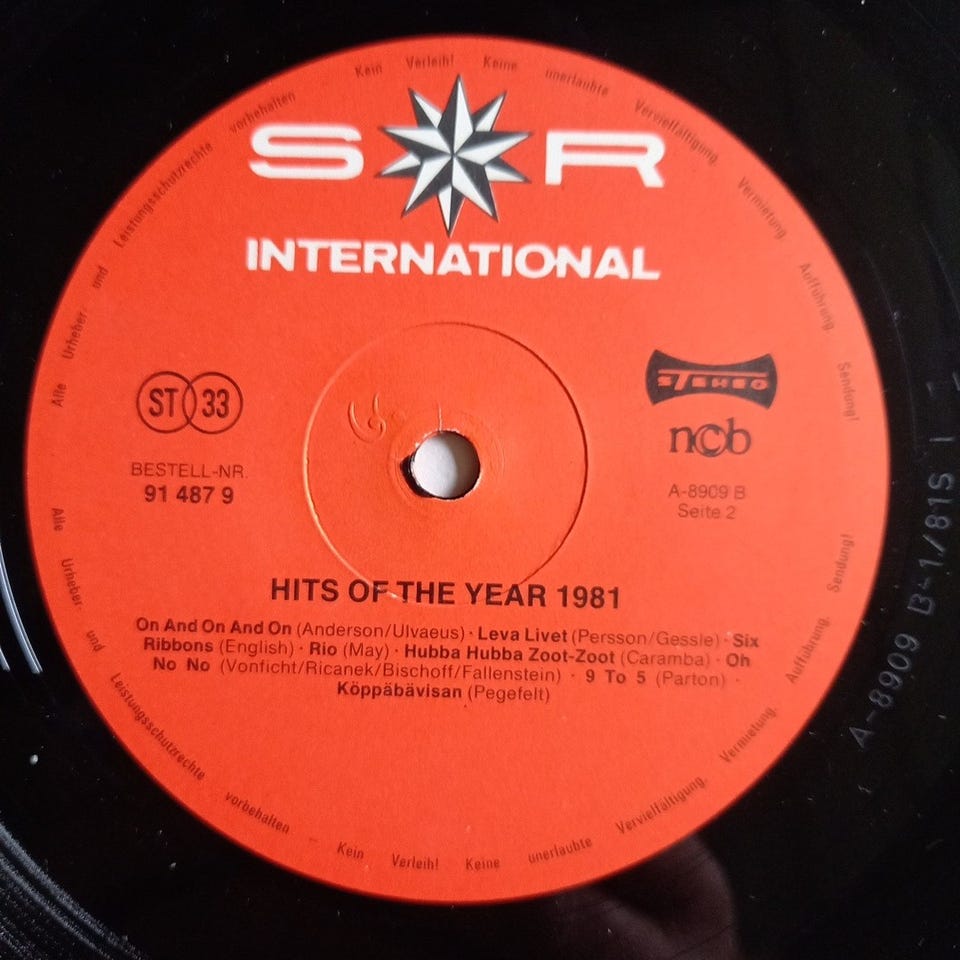 Alle Urheber- und Leistungsschutzrechte vorbehalten – Kein Verleih! Keine unerlaubte Vervielfältigung, Vermietung, Aufführung, Sendung!
S R
INTERNATIONAL
ST 33
STEREO
ncb
BESTELL-NR.
91 487 9
A-8909 B
Seite 2
HITS OF THE YEAR 1981
On And On And On (Anderson/Ulvaeus) · Leva Livet (Persson/Gessle) · Six
Ribbons (English) · Rio (May) · Hubba Hubba Zoot-Zoot (Caramba) · Oh
No No (Vonficht/Ricanek/Bischoff/Fallenstein) · 9 To 5 (Parton) ·
Köppäbävisan (Pegefelt)
Alle Urheber- und Leistungsschutzrechte vorbehalten – Kein Verleih! Keine unerlaubte Vervielfältigung, Vermietung, Aufführung, Sendung!
A-8909 B-1/81S